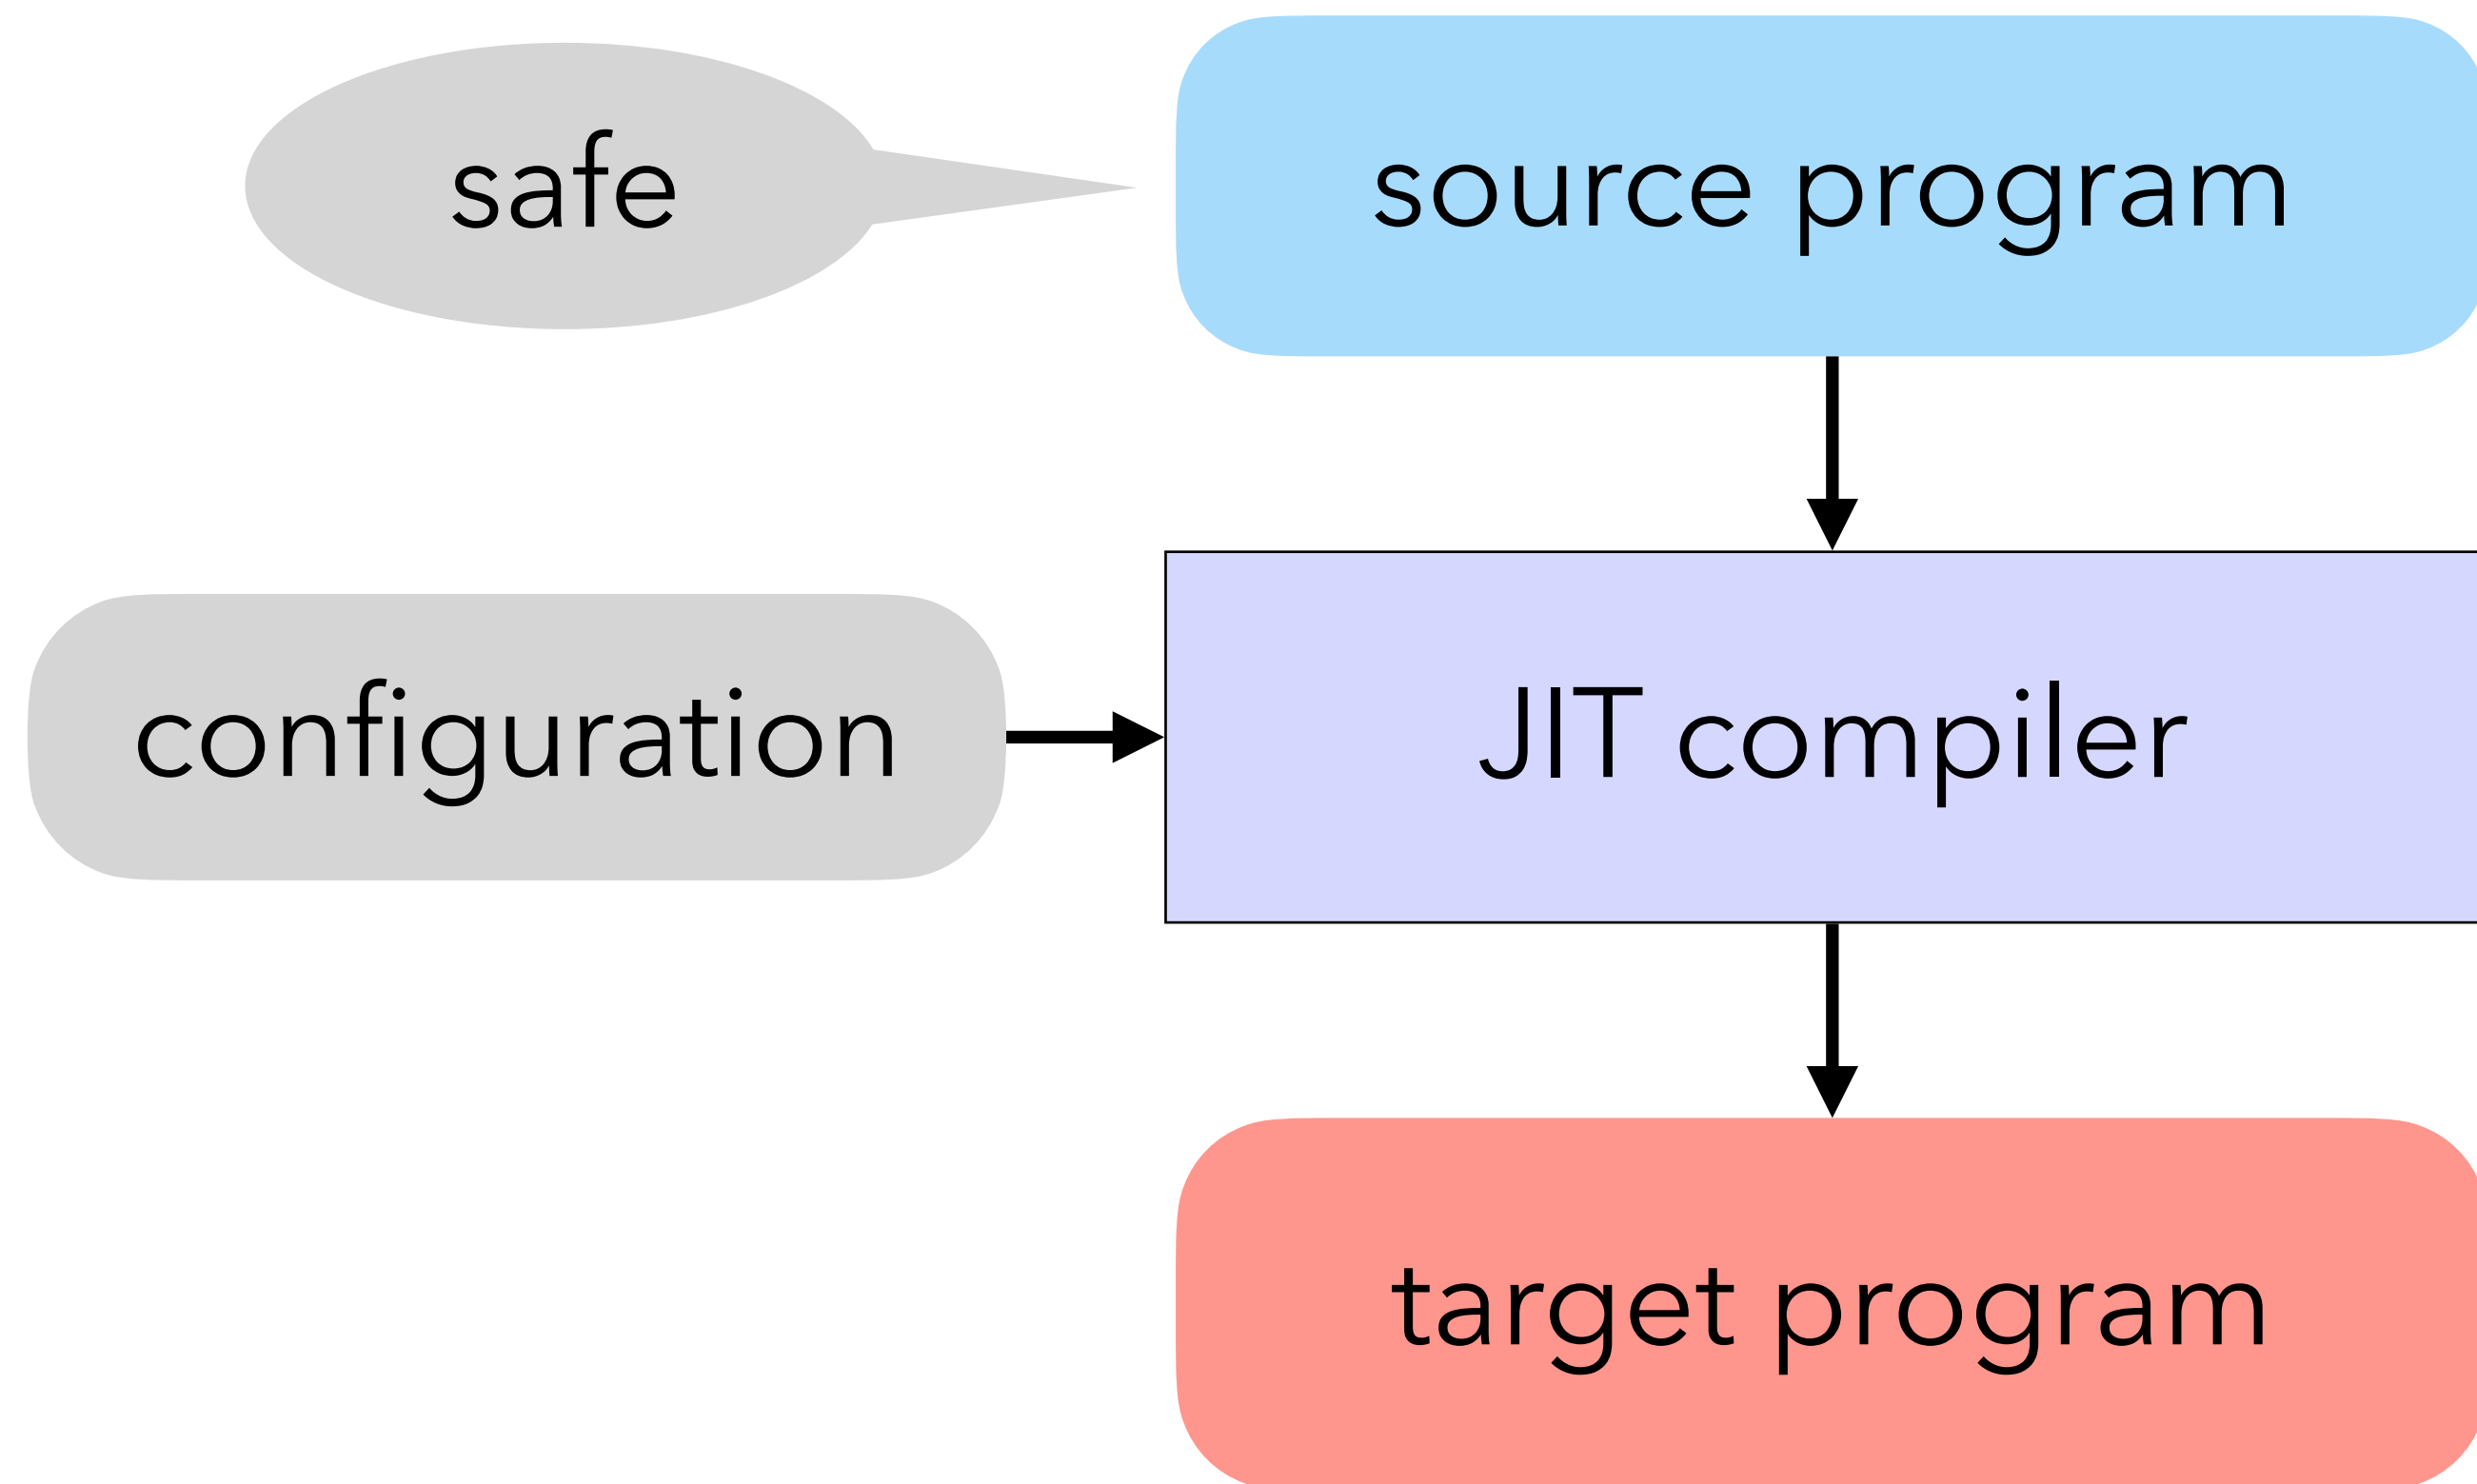 safe
source program
configuration
JIT compiler
target program